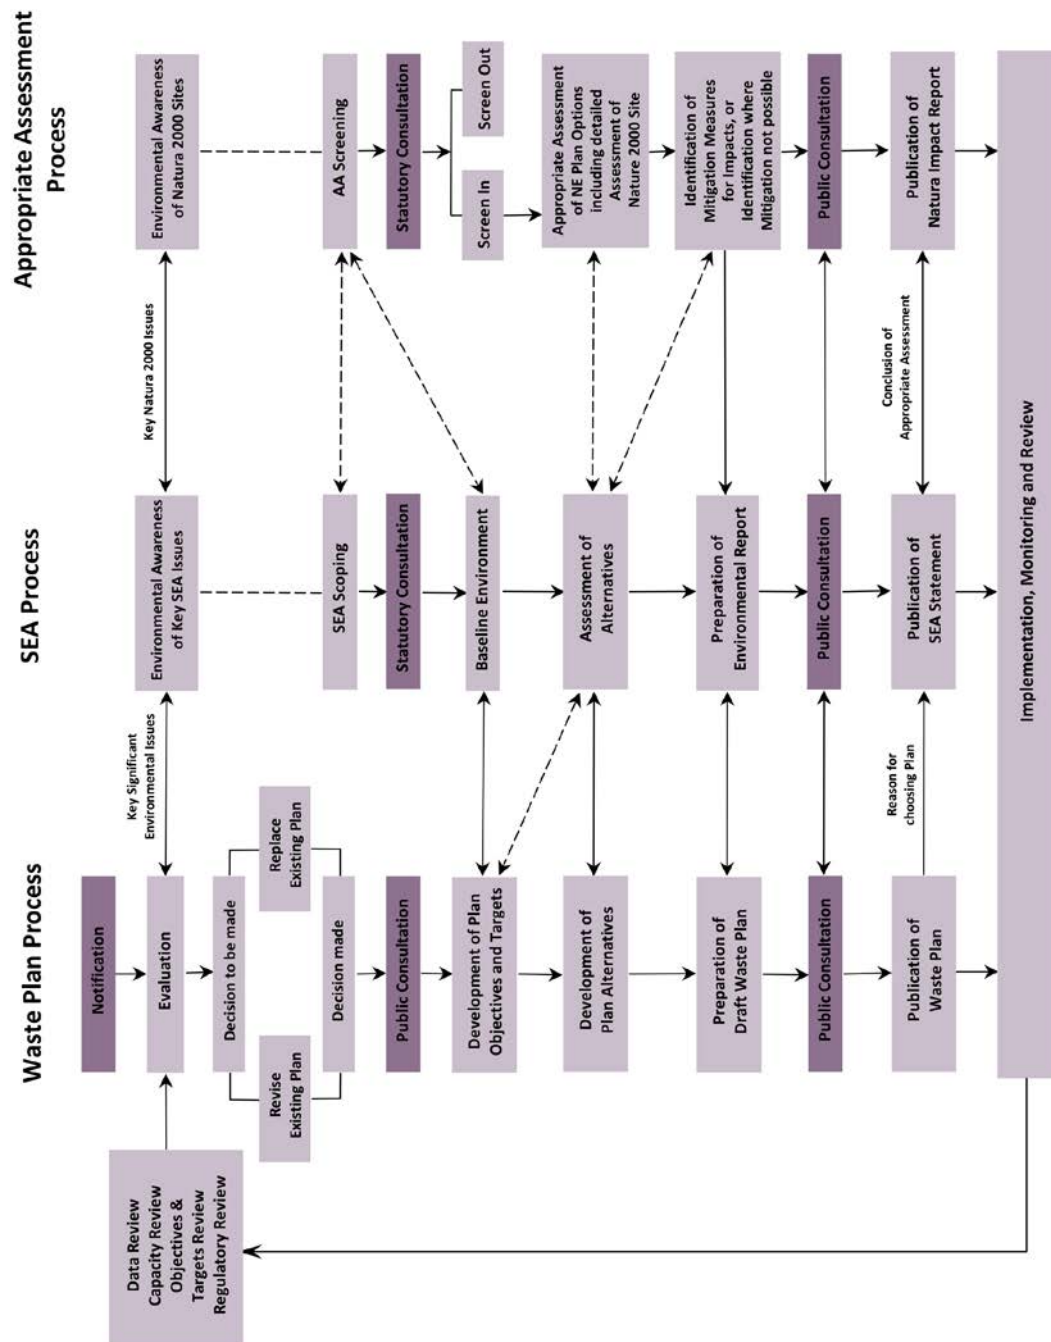 Waste Plan Process
SEA Process
Appropriate Assessment
Process
Data Review
Capacity Review
Objectives &
Targets Review
Regulatory Review
Notification
Evaluation
Key Significant
Environmental Issues
Environmental Awareness
of Key SEA Issues
Key Natura 2000 Issues
Environmental Awareness
of Natura 2000 Sites
Decision to be made
Revise
Existing Plan
Replace
Existing Plan
Decision made
SEA Scoping
AA Screening
Public Consultation
Statutory Consultation
Statutory Consultation
Screen In
Screen Out
Development of Plan
Objectives and Targets
Baseline Environment
Development of
Plan Alternatives
Assessment of
Alternatives
Appropriate Assessment
of NE Plan Options
including detailed
Assessment of
Nature 2000 Site
Preparation of
Draft Waste Plan
Preparation of
Environmental Report
Identification of
Mitigation Measures
for Impacts, or
Identification where
Mitigation not possible
Public Consultation
Public Consultation
Public Consultation
Publication of
Waste Plan
Reason for
choosing Plan
Publication of
SEA Statement
Conclusion of
Appropriate Assessment
Publication of
Natura Impact Report
Implementation, Monitoring and Review